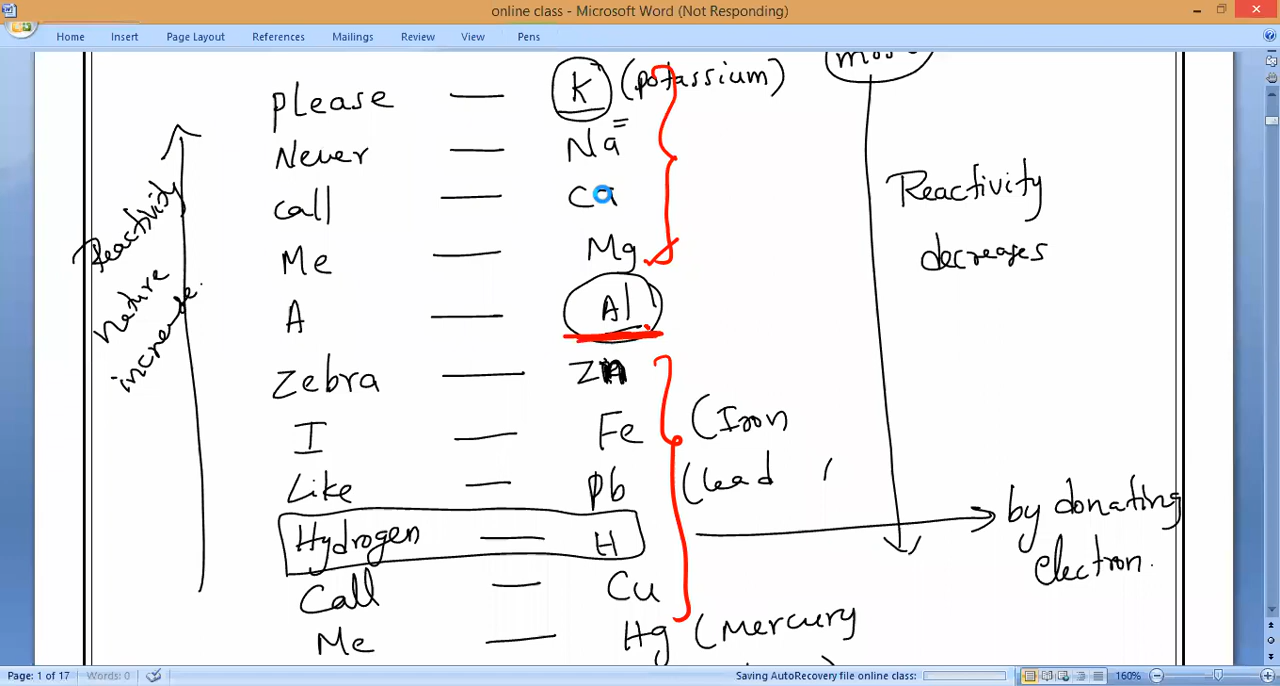 online class - Microsoft Word (Not Responding)
Home Insert Page Layout References Mailings Review View Pens
most
please — K (potassium)
Never — Na
Call — Ca
Me — Mg
A — Al
Zebra — Zn
I — Fe (Iron
Like — Pb (lead (
Hydrogen — H
Call — Cu
Me — Hg (Mercury
Reactivity
Nature
increase.
Reactivity
decreases
by donating
electron.
Page: 1 of 17 Words: 0 Saving AutoRecovery file online class: 160%